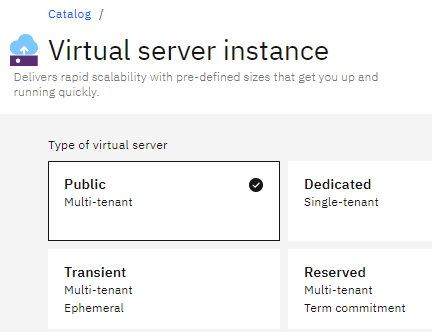 Catalog /
Virtual server instance
Delivers rapid scalability with pre-defined sizes that get you up and
running quickly.
Type of virtual server
Public
Multi-tenant
Dedicated
Single-tenant
Transient
Multi-tenant
Ephemeral
Reserved
Multi-tenant
Term commitment